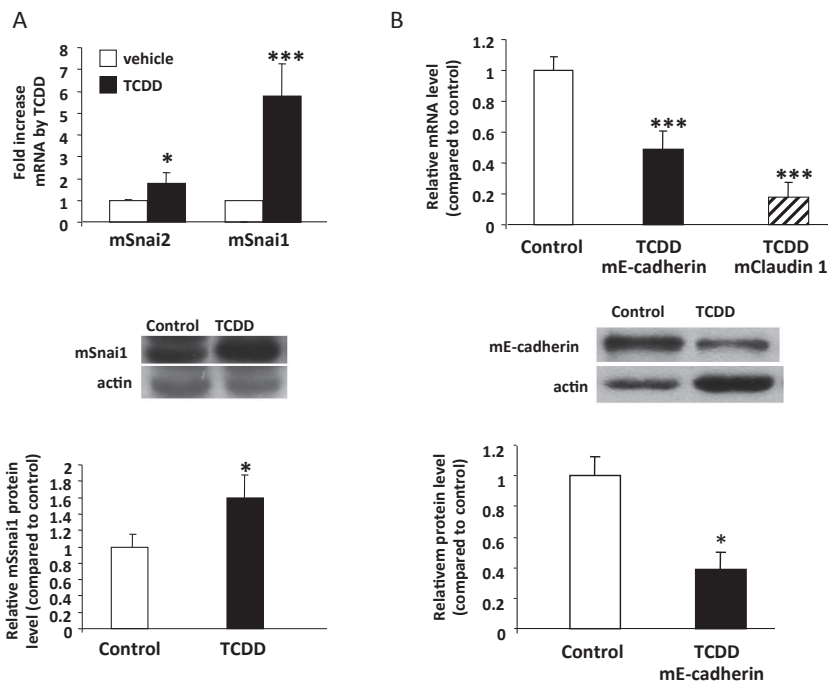 A
Fold increase
mRNA by TCDD
8
7
6
5
4
3
2
1
0
vehicle
TCDD
*
***
mSnai2
mSnai1
Control
TCDD
mSnai1
actin
Relative mSsnai1 protein
level (compared to control)
2
1.8
1.6
1.4
1.2
1
0.8
0.6
0.4
0.2
0
*
Control
TCDD
B
Relative mRNA level
(compared to control)
1.2
1
0.8
0.6
0.4
0.2
0
***
***
Control
TCDD
mE-cadherin
TCDD
mClaudin 1
Control
TCDD
mE-cadherin
actin
Relativem protein level
(compared to control)
1.2
1
0.8
0.6
0.4
0.2
0
*
Control
TCDD
mE-cadherin